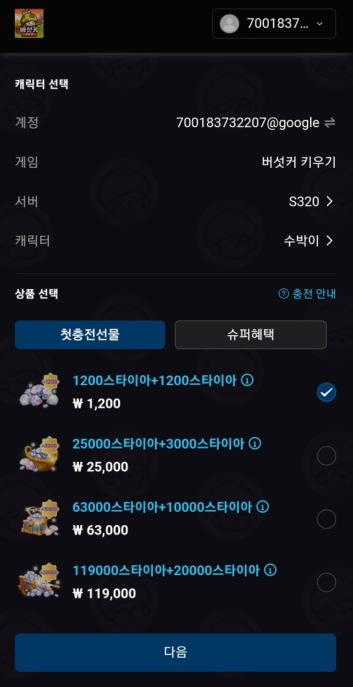 버섯커
7001837...
캐릭터 선택
계정 700183732207@google
게임 버섯커 키우기
서버 S320
캐릭터 수박이
상품 선택 충전 안내
첫충전선물 슈퍼혜택
1200스타이아+1200스타이아
₩ 1,200
25000스타이아+3000스타이아
₩ 25,000
63000스타이아+10000스타이아
₩ 63,000
119000스타이아+20000스타이아
₩ 119,000
다음